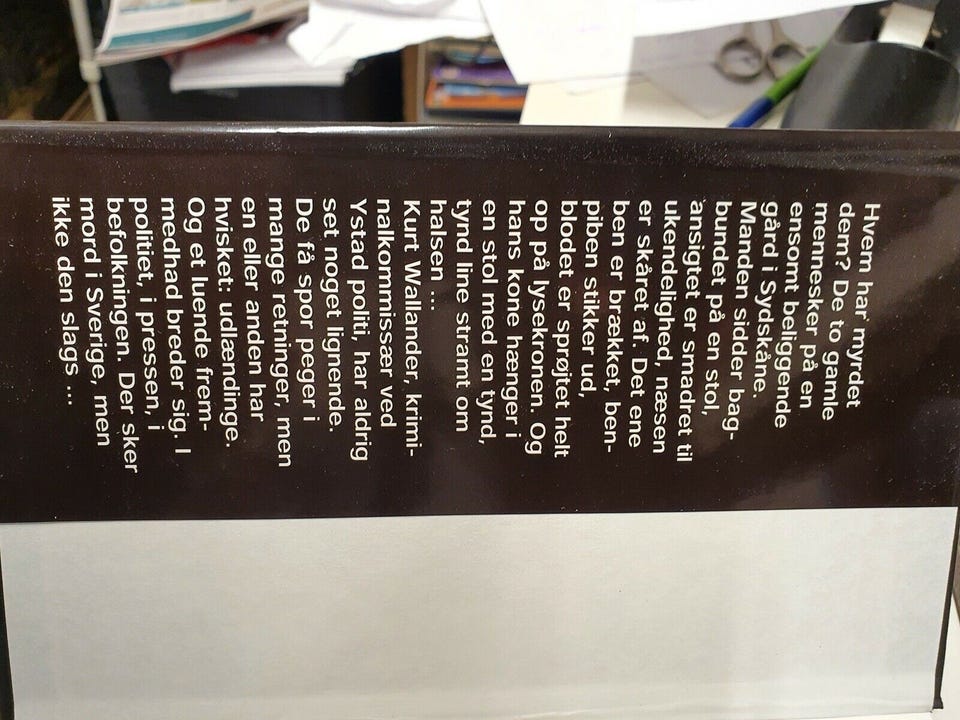 Hvem har myrdet
dem? De to gamle
mennesker på en
ensomt beliggende
gård i Sydskåne.
Manden sidder bag-
bundet på en stol,
ansigtet er smadret til
ukendelighed, næsen
er skåret af. Det ene
ben er brækket, ben-
piben stikker ud,
blodet er sprøjtet helt
op på lysekronen. Og
hans kone hænger i
en stol med en tynd,
tynd line stramt om
halsen ...
Kurt Wallander, krimi-
nalkommissær ved
Ystad politi, har aldrig
set noget lignende.
De få spor peger i
mange retninger, men
en eller anden har
hvisket: udlændinge.
Og et luende frem-
medhad breder sig. I
politiet, i pressen, i
befolkningen. Der sker
mord i Sverige, men
ikke den slags ...